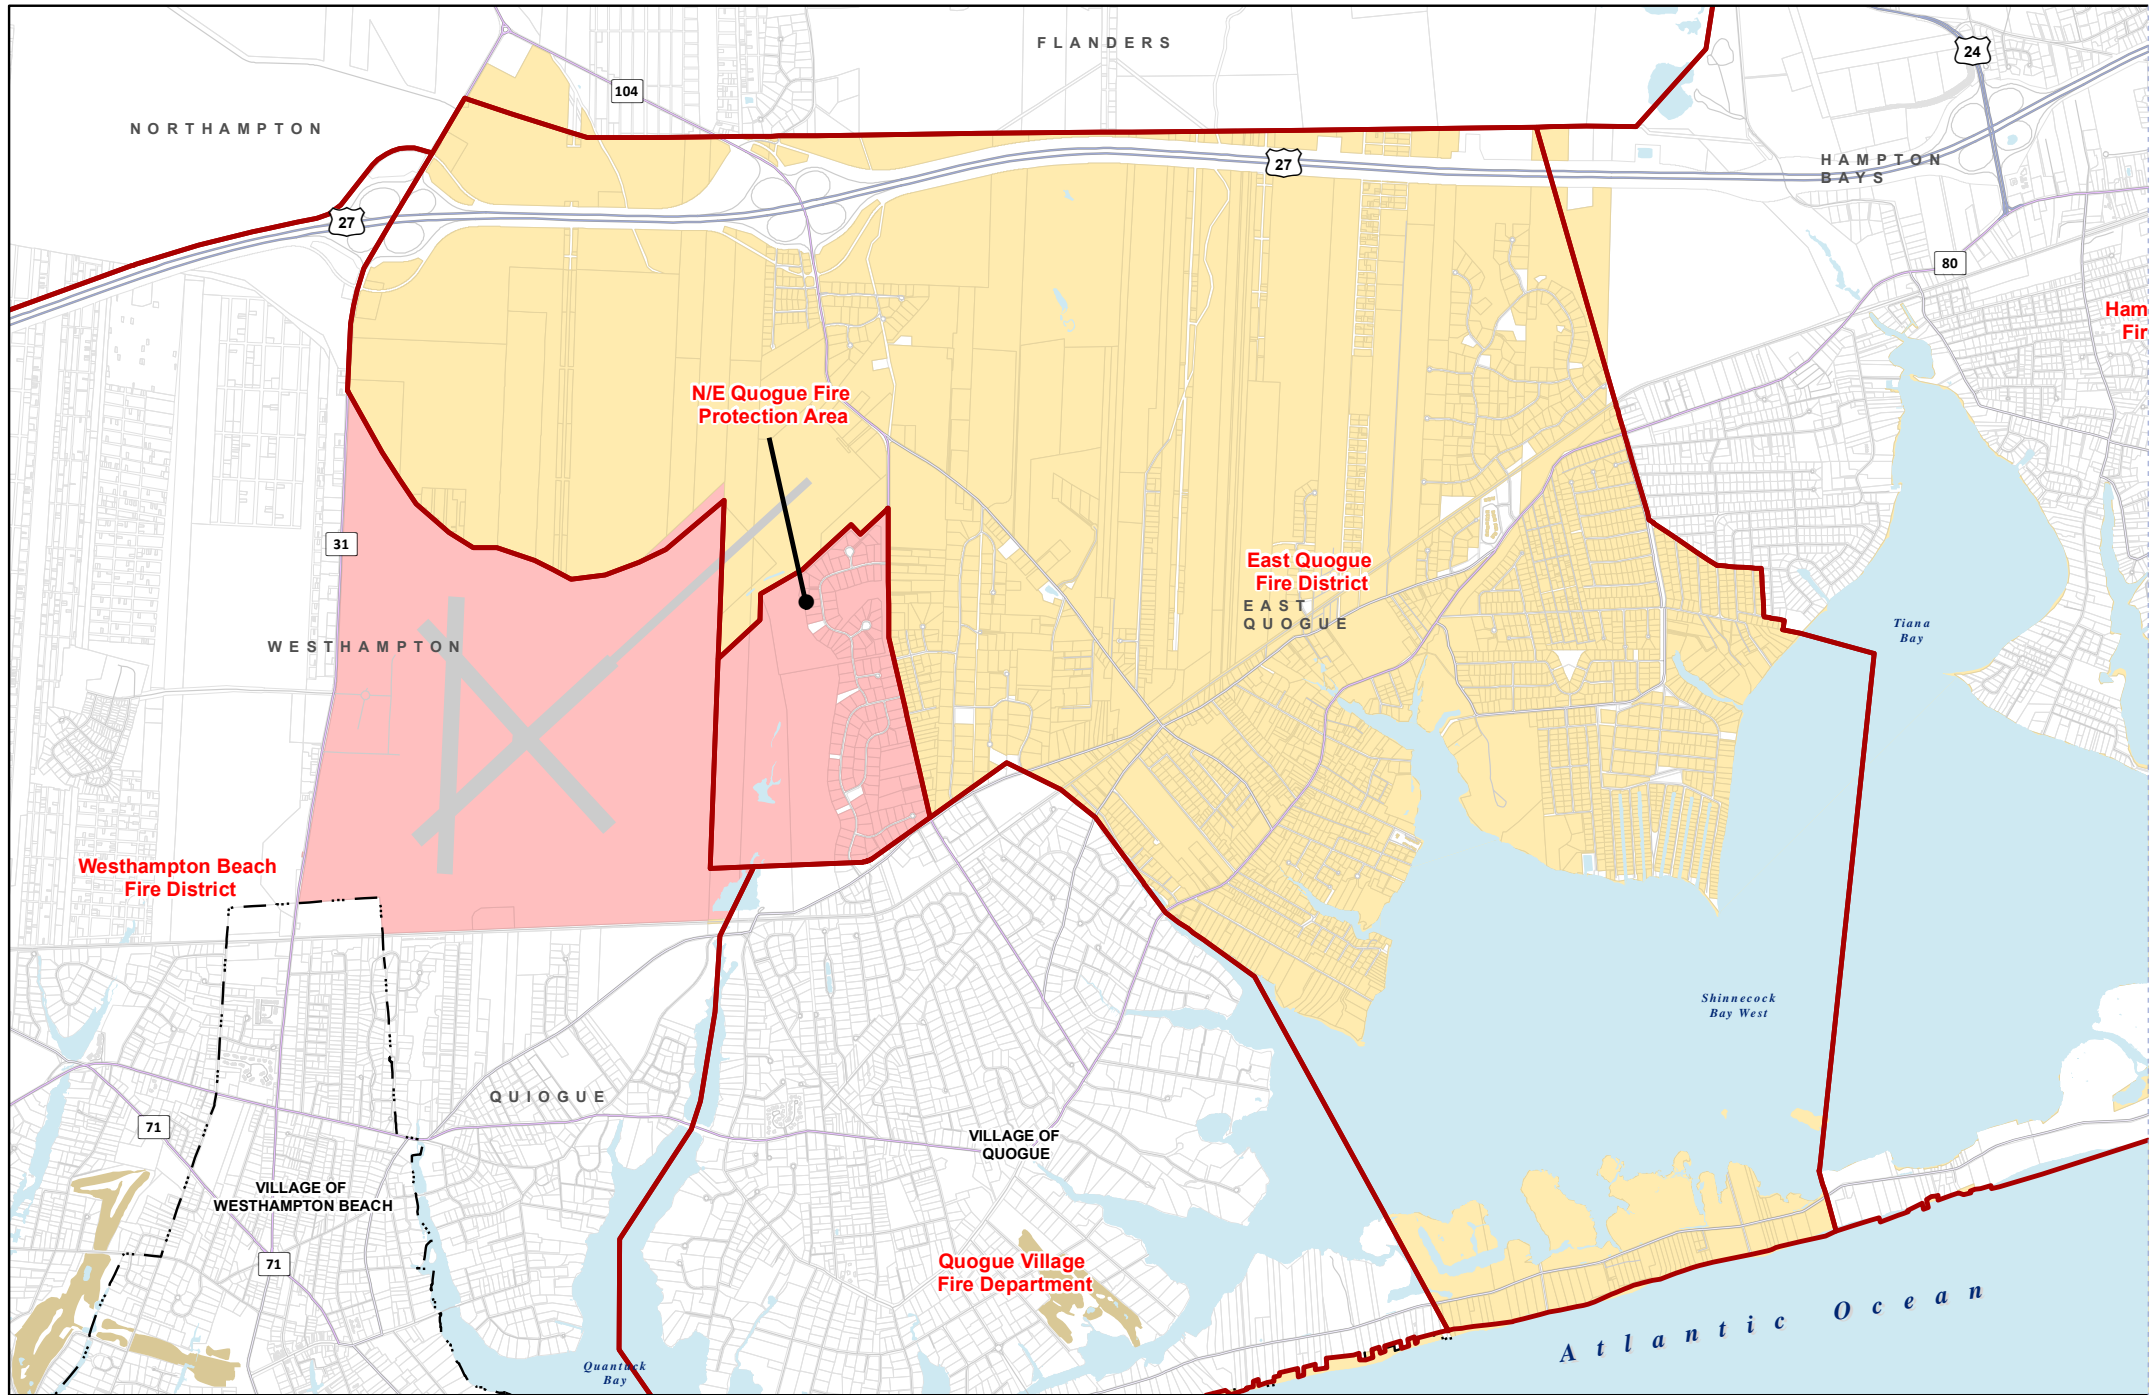 FLANDERS
24
104
NORTHAMPTON
HAMPTON
BAYS
27
27
80
Ham
Fir
N/E Quogue Fire
Protection Area
31
East Quogue
Fire District
EAST
QUOGUE
WESTHAMPTON
Tiana
Bay
Westhampton Beach
Fire District
Shinnecock
Bay West
QUIOGUE
71
VILLAGE OF
QUOGUE
VILLAGE OF
WESTHAMPTON BEACH
71
Quogue Village
Fire Department
Atlantic Ocean
Quantuck
Bay